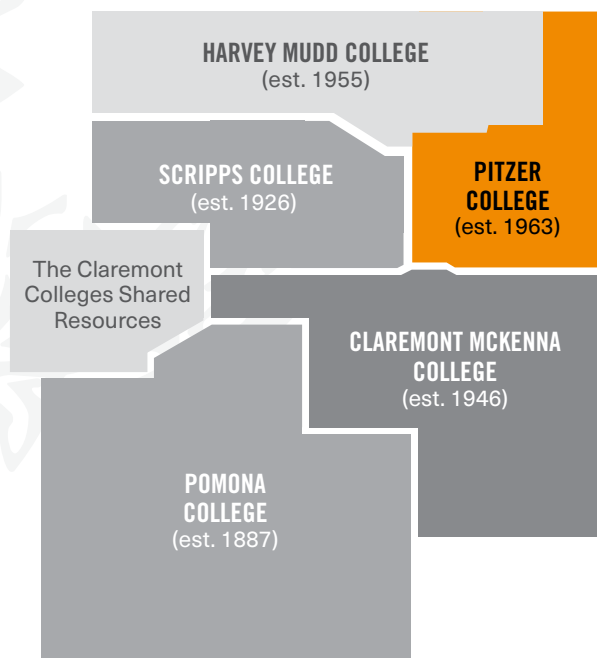 HARVEY MUDD COLLEGE
(est. 1955)
SCRIPPS COLLEGE
(est. 1926)
PITZER
COLLEGE
(est. 1963)
The Claremont
Colleges Shared
Resources
CLAREMONT MCKENNA
COLLEGE
(est. 1946)
POMONA
COLLEGE
(est. 1887)